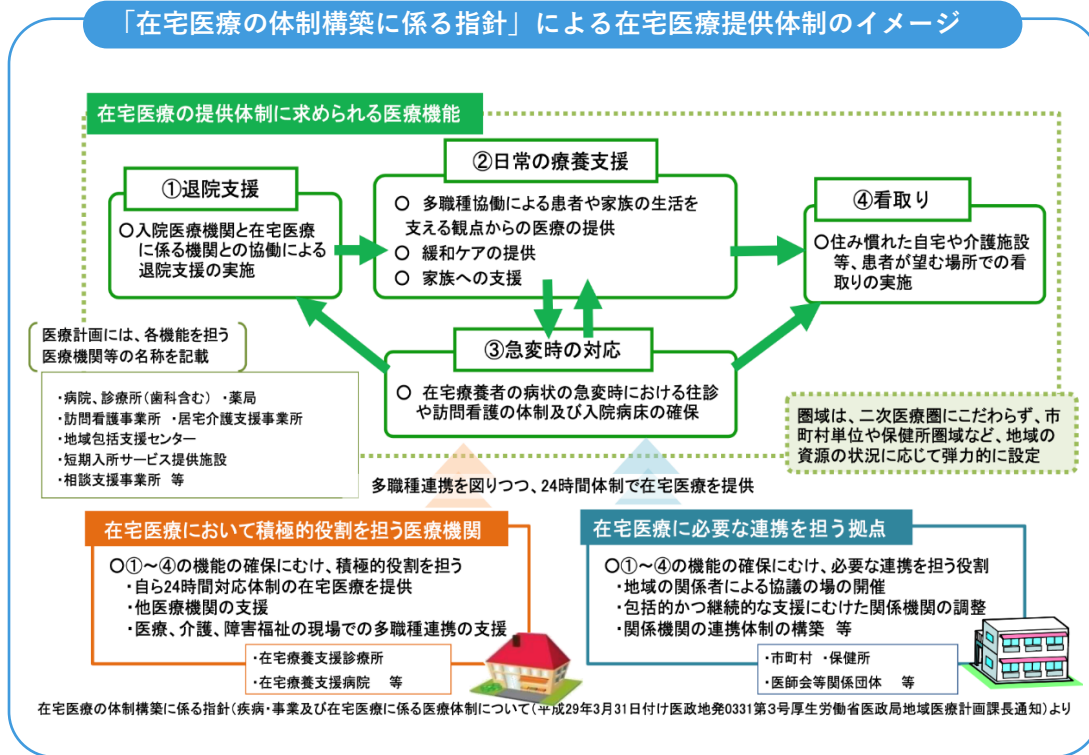 「在宅医療の体制構築に係る指針」による在宅医療提供体制のイメージ
在宅医療の提供体制に求められる医療機能
①退院支援
○入院医療機関と在宅医療
に係る機関との協働による
退院支援の実施
②日常の療養支援
○ 多職種協働による患者や家族の生活を
支える観点からの医療の提供
○ 緩和ケアの提供
○ 家族への支援
④看取り
○住み慣れた自宅や介護施設
等、患者が望む場所での看
取りの実施
③急変時の対応
○ 在宅療養者の病状の急変時における往診
や訪問看護の体制及び入院病床の確保
医療計画には、各機能を担う
医療機関等の名称を記載
・病院、診療所(歯科含む) ・薬局
・訪問看護事業所 ・居宅介護支援事業所
・地域包括支援センター
・短期入所サービス提供施設
・相談支援事業所 等
圏域は、二次医療圏にこだわらず、市
町村単位や保健所圏域など、地域の
資源の状況に応じて弾力的に設定
多職種連携を図りつつ、24時間体制で在宅医療を提供
在宅医療において積極的役割を担う医療機関
○①～④の機能の確保にむけ、積極的役割を担う
・自ら24時間対応体制の在宅医療を提供
・他医療機関の支援
・医療、介護、障害福祉の現場での多職種連携の支援
・在宅療養支援診療所
・在宅療養支援病院 等
在宅医療に必要な連携を担う拠点
○①～④の機能の確保にむけ、必要な連携を担う役割
・地域の関係者による協議の場の開催
・包括的かつ継続的な支援にむけた関係機関の調整
・関係機関の連携体制の構築 等
・市町村 ・保健所
・医師会等関係団体 等
在宅医療の体制構築に係る指針(疾病・事業及び在宅医療に係る医療体制について(平成29年3月31日付け医政地発0331第3号厚生労働省医政局地域医療計画課長通知)より